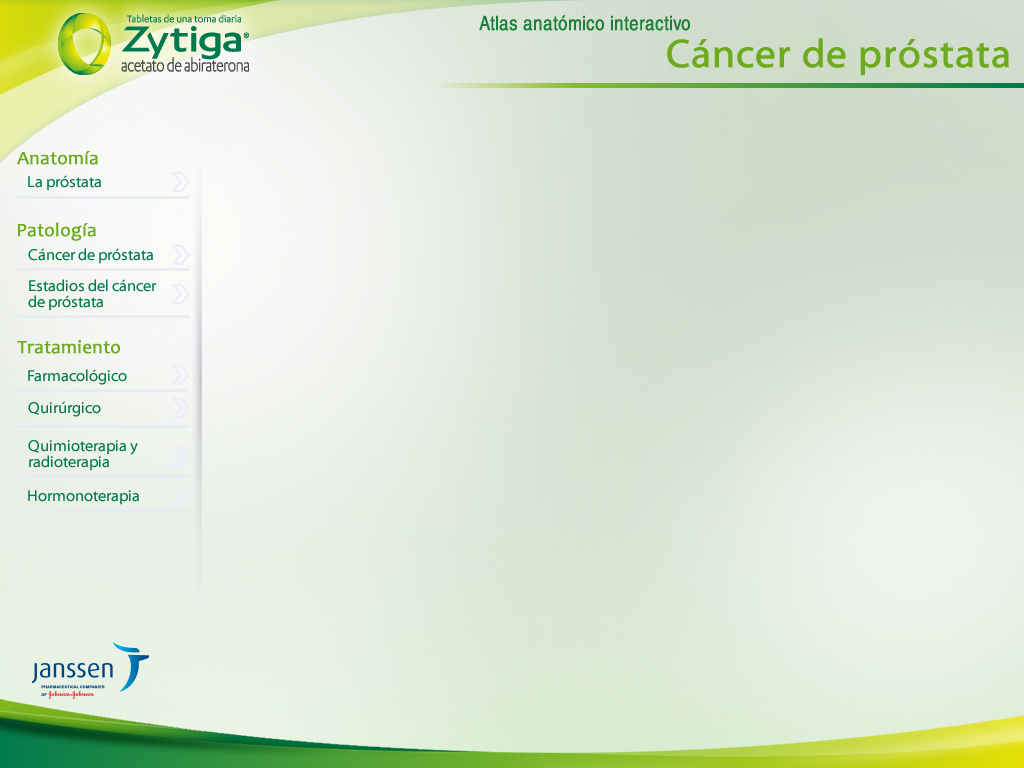 Tabletas de una toma diaria
Zytiga®
acetato de abiraterona
Atlas anatómico interactivo
Cáncer de próstata
Anatomía
La próstata
Patología
Cáncer de próstata
Estadios del cáncer
de próstata
Tratamiento
Farmacológico
Quirúrgico
Quimioterapia y
radioterapia
Hormonoterapia
janssen
PHARMACEUTICAL COMPANIES
OF Johnson & Johnson